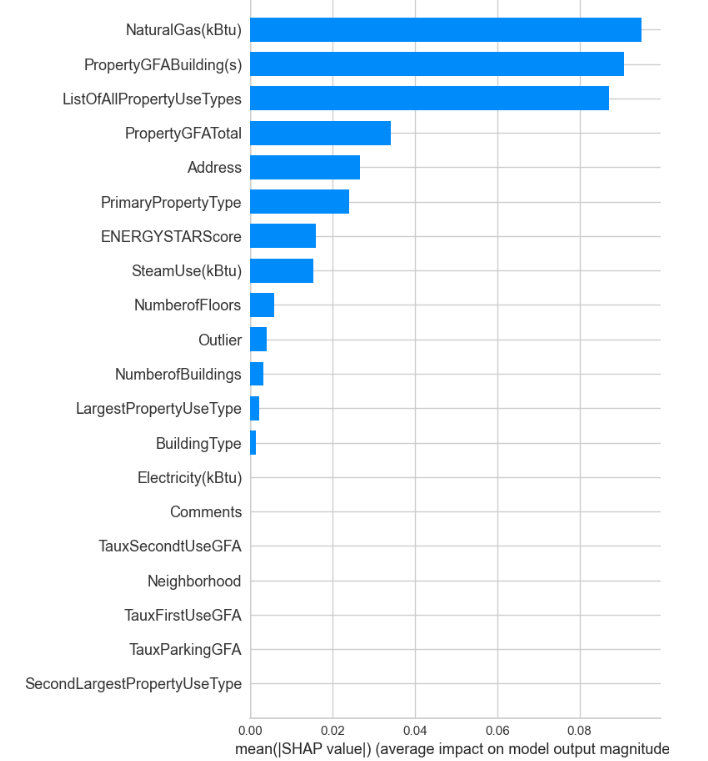 NaturalGas(kBtu)
PropertyGFABuilding(s)
ListOfAllPropertyUseTypes
PropertyGFATotal
Address
PrimaryPropertyType
ENERGYSTARScore
SteamUse(kBtu)
NumberofFloors
Outlier
NumberofBuildings
LargestPropertyUseType
BuildingType
Electricity(kBtu)
Comments
TauxSecondtUseGFA
Neighborhood
TauxFirstUseGFA
TauxParkingGFA
SecondLargestPropertyUseType
0.00 0.02 0.04 0.06 0.08
mean(|SHAP value|) (average impact on model output magnitude